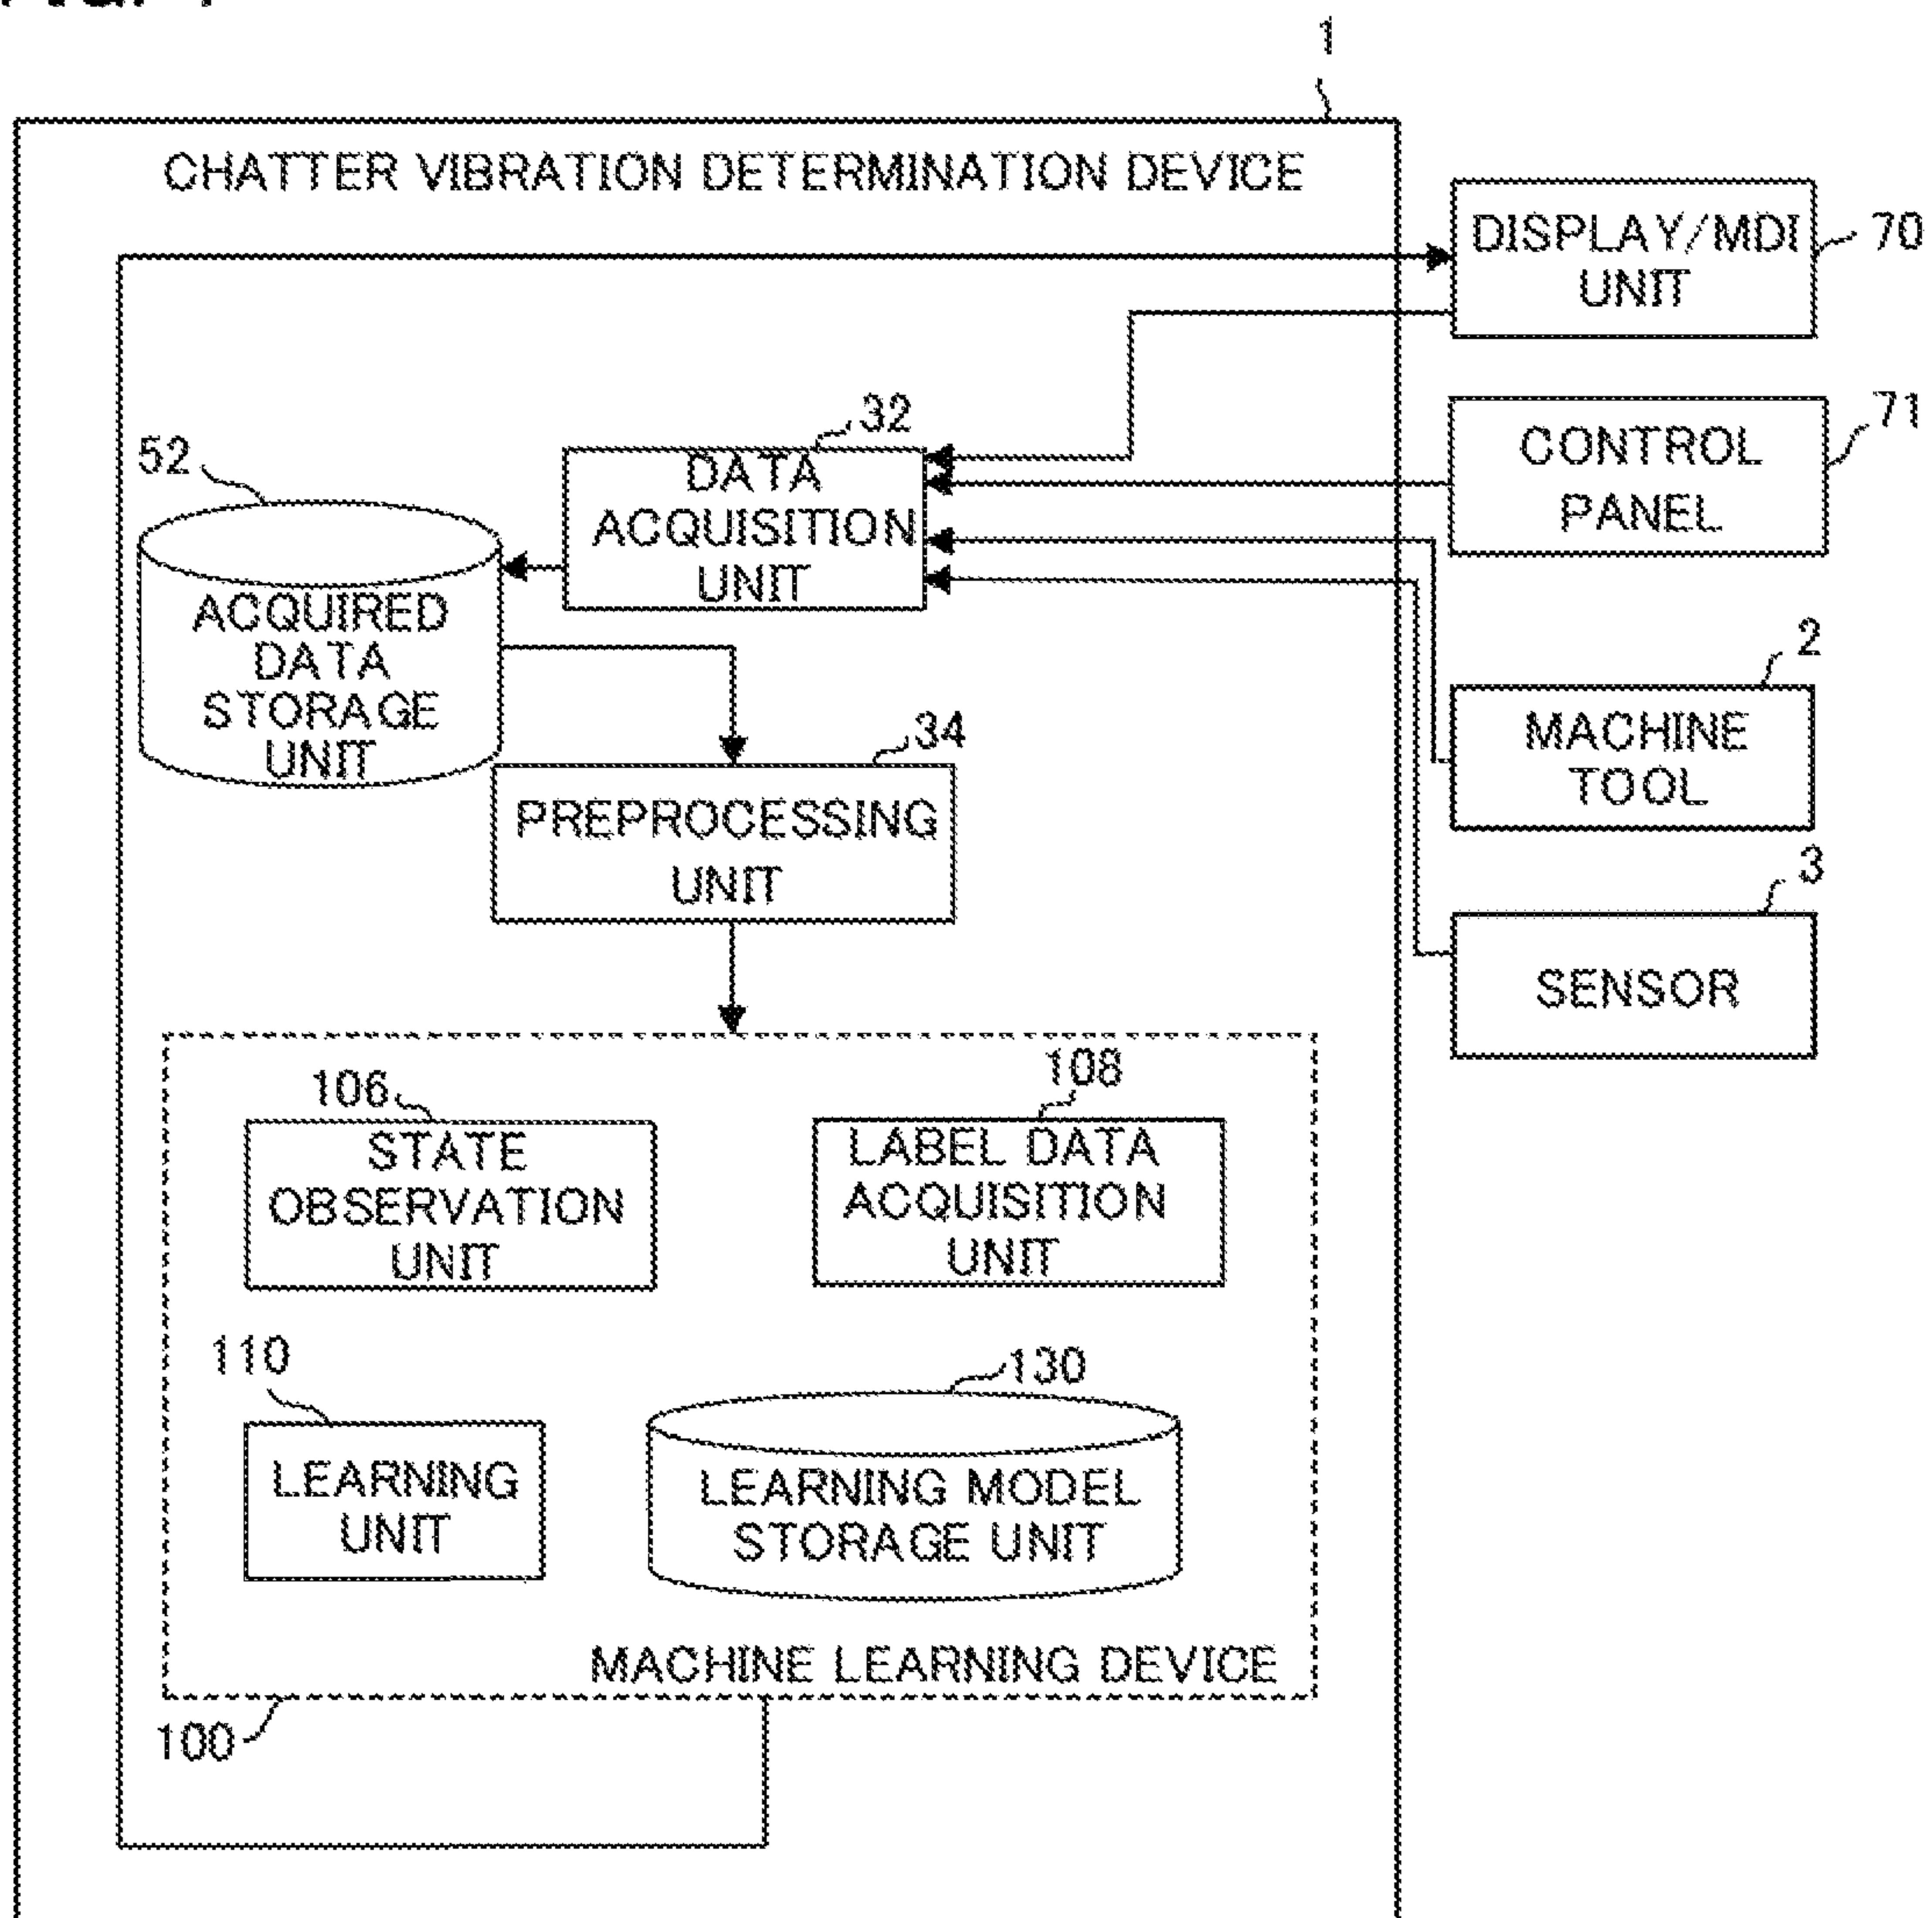 1
CHATTER VIBRATION DETERMINATION DEVICE
DISPLAY/MDI
UNIT
70
32
DATA
ACQUISITION
UNIT
CONTROL
PANEL
71
52
ACQUIRED
DATA
STORAGE
UNIT
2
MACHINE
TOOL
34
PREPROCESSING
UNIT
3
SENSOR
106
STATE
OBSERVATION
UNIT
108
LABEL DATA
ACQUISITION
UNIT
110
LEARNING
UNIT
130
LEARNING MODEL
STORAGE UNIT
MACHINE LEARNING DEVICE
100